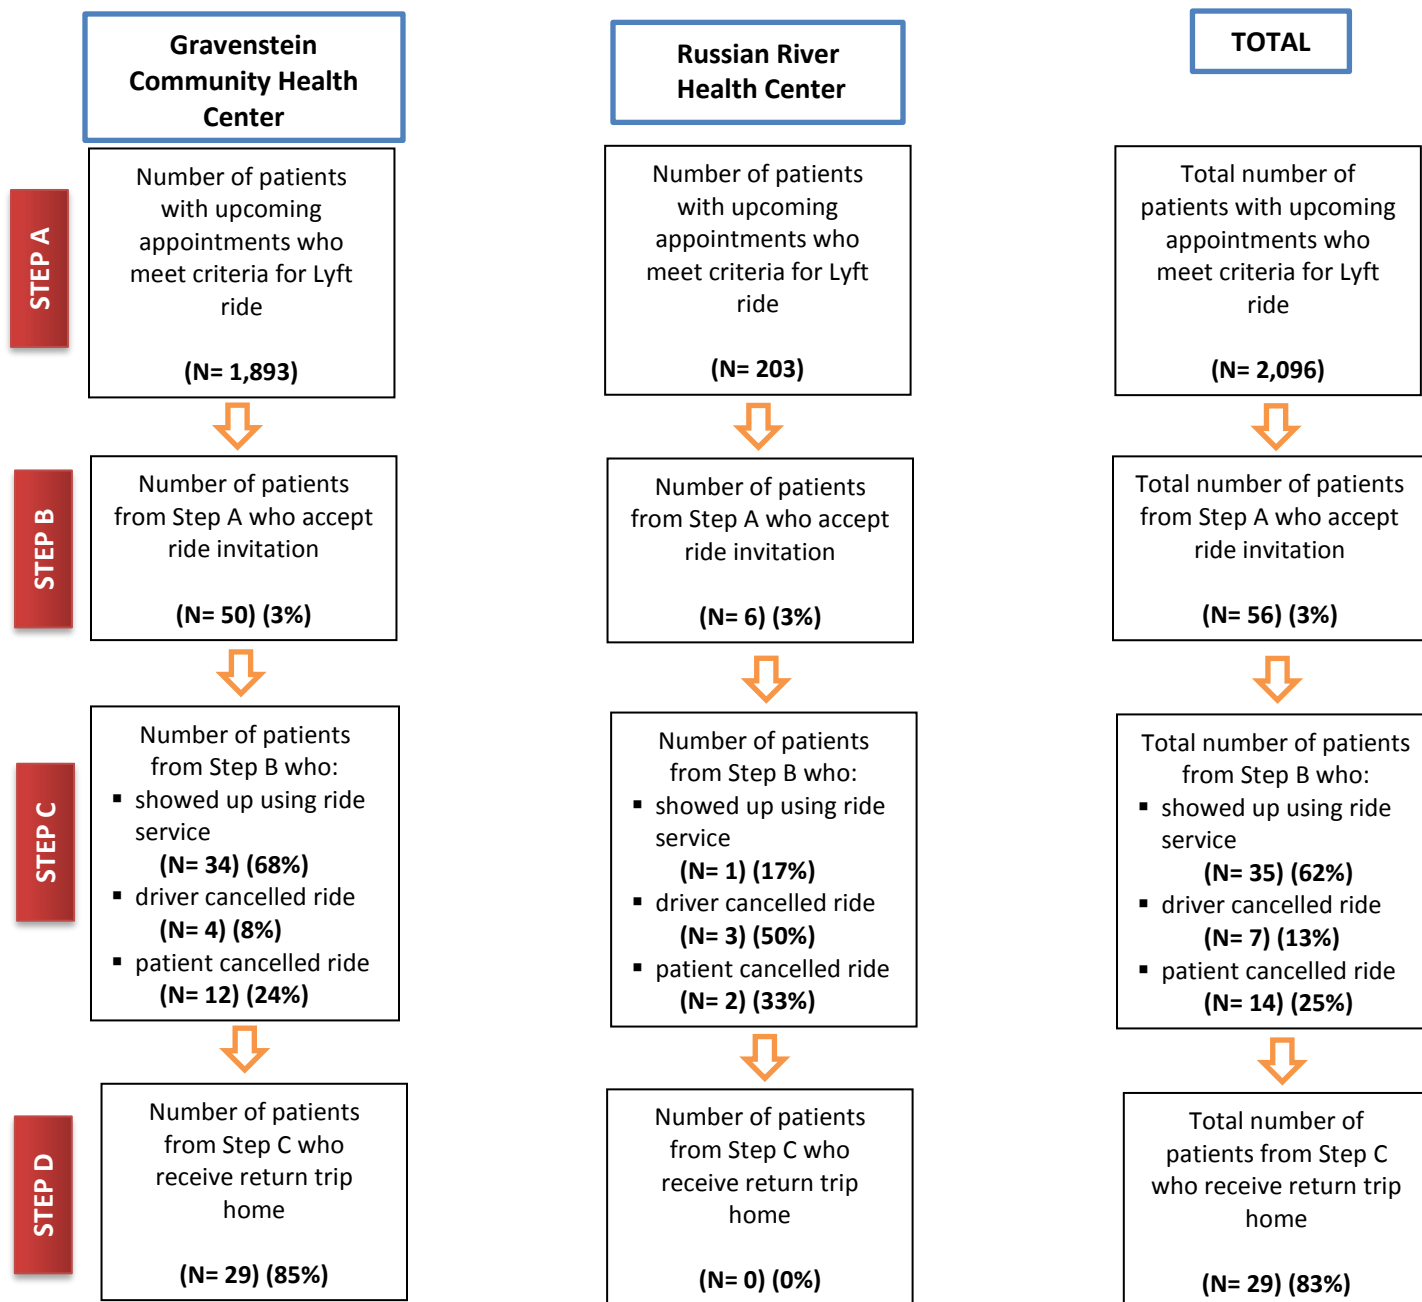 Gravenstein
Community Health
Center
Russian River
Health Center
TOTAL
STEP A
Number of patients
with upcoming
appointments who
meet criteria for Lyft
ride
(N= 1,893)
Number of patients
with upcoming
appointments who
meet criteria for Lyft
ride
(N= 203)
Total number of
patients with upcoming
appointments who
meet criteria for Lyft
ride
(N= 2,096)
STEP B
Number of patients
from Step A who accept
ride invitation
(N= 50) (3%)
Number of patients
from Step A who accept
ride invitation
(N= 6) (3%)
Total number of patients
from Step A who accept
ride invitation
(N= 56) (3%)
STEP C
Number of patients
from Step B who:
▪ showed up using ride
service
(N= 34) (68%)
▪ driver cancelled ride
(N= 4) (8%)
▪ patient cancelled ride
(N= 12) (24%)
Number of patients
from Step B who:
▪ showed up using ride
service
(N= 1) (17%)
▪ driver cancelled ride
(N= 3) (50%)
▪ patient cancelled ride
(N= 2) (33%)
Total number of patients
from Step B who:
▪ showed up using ride
service
(N= 35) (62%)
▪ driver cancelled ride
(N= 7) (13%)
▪ patient cancelled ride
(N= 14) (25%)
STEP D
Number of patients
from Step C who
receive return trip
home
(N= 29) (85%)
Number of patients
from Step C who
receive return trip
home
(N= 0) (0%)
Total number of
patients from Step C
who receive return trip
home
(N= 29) (83%)